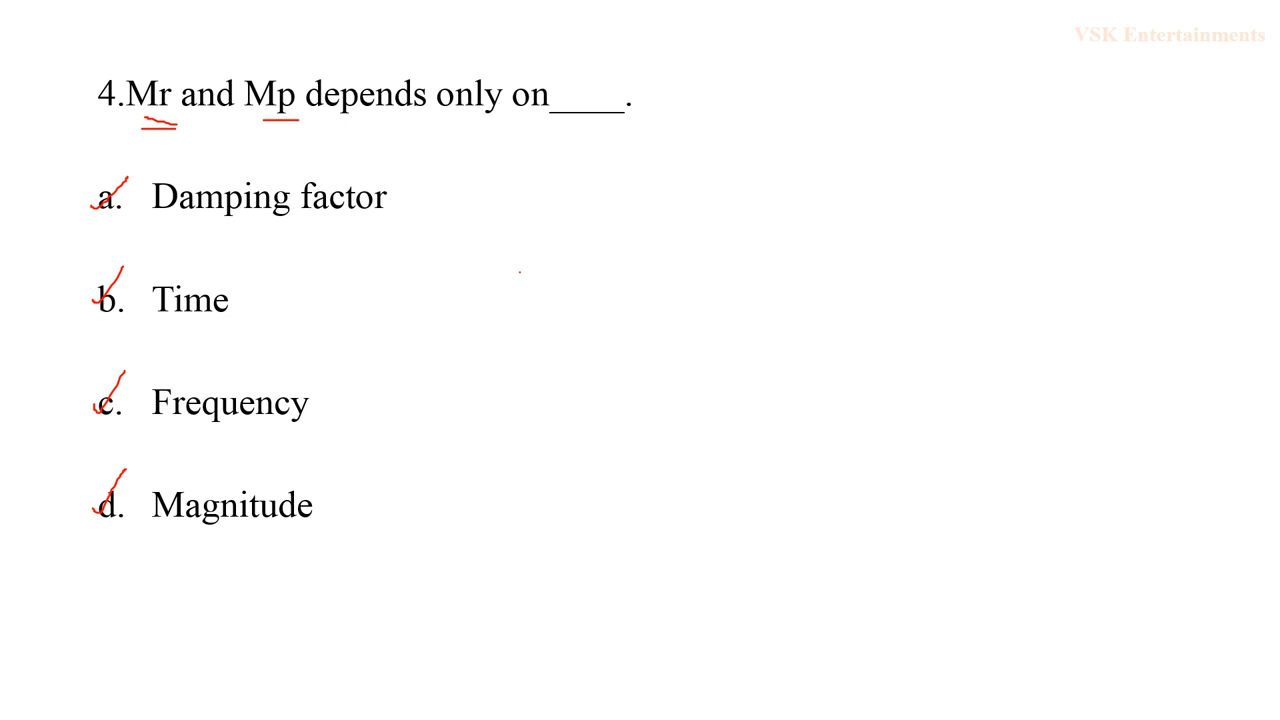 VSK Entertainments
4.Mr and Mp depends only on____.
a. Damping factor
b. Time
c. Frequency
d. Magnitude